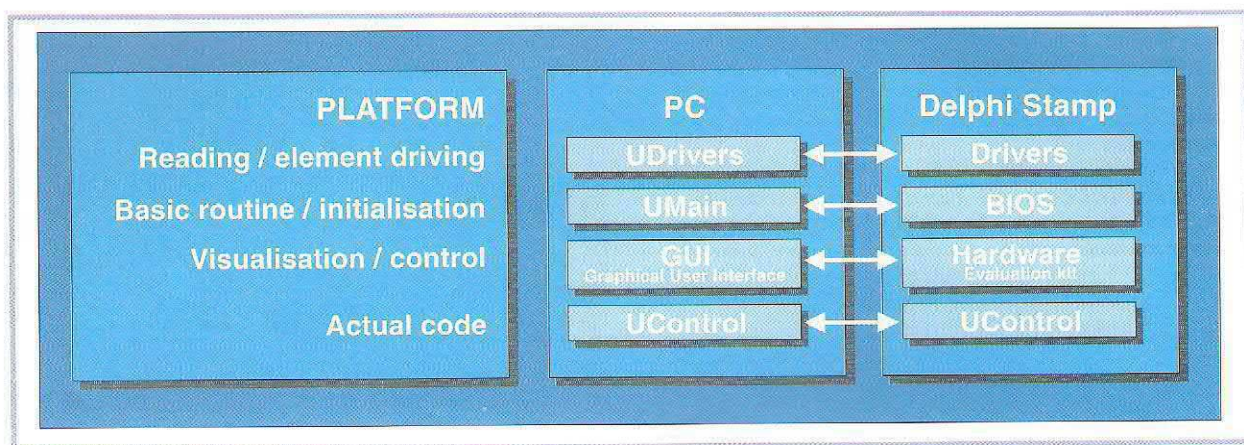 PLATFORM
Reading / element driving
Basic routine / initialisation
Visualisation / control
Actual code
PC
UDrivers
UMain
GUI
Graphical User Interface
UControl
Delphi Stamp
Drivers
BIOS
Hardware
Evaluation kit
UControl